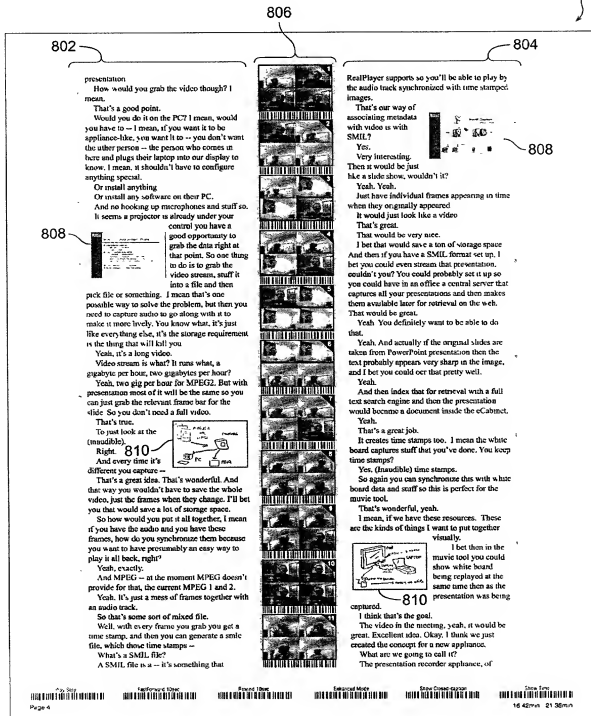 806
802
804
presentation
How would you grab the video though? I
mean,
That's a good point.
Would you do it on the PC? I mean, would
you have to -- I mean, if you want it to be
appliance-like, you want it to -- you don't want
the other person -- the person who comes in
here and plugs their laptop into our display to
know. I mean, it shouldn't have to configure
anything special.
Or install anything
Or install any software on their PC.
And no hooking up microphones and stuff so.
It seems a projector is already under your
control you have a
good opportunity to
grab the data right at
that point. So one thing
to do is to grab the
video stream, stuff it
into a file and then
808
pick file or something. I mean that's one
possible way to solve the problem, but then you
need to capture audio to go along with it to
make it more lively. You know what, it's just
like everything else, it's the storage requirement
is the thing that will kill you
Yeah, it's a long video.
Video stream is what? It runs what, a
gigabyte per hour, two gigabytes per hour?
Yeah, two gig per hour for MPEG2. But with
presentation most of it will be the same so you
can just grab the relevant frame bar for the
slide So you don't need a full video.
That's true.
To just look at the
(Inaudible).
Right.
810
And every time it's
different you capture --
That's a great idea. That's wonderful. And
that way you wouldn't have to save the whole
video, just the frames when they change. I'll bet
you that would save a lot of storage space.
So how would you put it all together, I mean
if you have the audio and you have these
frames, how do you synchronize them because
you want to have presumably an easy way to
play it all back, right?
Yeah, exactly.
And MPEG -- at the moment MPEG doesn't
provide for that, the current MPEG 1 and 2.
Yeah. It's just a mess of frames together with
an audio track.
So that's some sort of mixed file.
Well, with every frame you grab you get a
time stamp, and then you can generate a smile
file, which those time stamps --
What's a SMIL file?
A SMIL file is a -- it's something that
1
2
3
4
5
6
7
8
9
10
11
RealPlayer supports so you'll be able to play by
the audio track synchronized with time stamped
images.
That's our way of
associating metadata
with video is with
SMIL?
Yes.
Very interesting.
Then it would be just
like a slide show, wouldn't it?
808
Yeah. Yeah.
Just have individual frames appearing in time
when they originally appeared
It would just look like a video
That's great.
That would be very nice.
I bet that would save a ton of storage space
And then if you have a SMIL format set up, I
bet you could even stream that presentation,
couldn't you? You could probably set it up so
you could have in an office a central server that
captures all your presentations and then makes
them available later for retrieval on the web.
That would be great.
Yeah You definitely want to be able to do
that.
Yeah. And actually if the original slides are
taken from PowerPoint presentation then the
text probably appears very sharp in the image,
and I bet you could ocr that pretty well.
Yeah.
And then index that for retrieval with a full
text search engine and then the presentation
would become a document inside the eCabinet.
Yeah.
That's a great job.
It creates time stamps too. I mean the white
board captures stuff that you've done. You keep
time stamps?
Yes, (Inaudible) time stamps.
So again you can synchronize this with white
board data and stuff so this is perfect for the
movie tool.
That's wonderful, yeah.
I mean, if we have these resources. These
are the kinds of things I want to put together
visually.
I bet then in the
movie tool you could
show white board
being replayed at the
same time then as the
presentation was being
810
captured.
I think that's the goal.
The video in the meeting, yeah, it would be
great. Excellent idea. Okay, I think we just
created the concept for a new appliance.
What are we going to call it?
The presentation recorder appliance, of
Play Stop
FastForward 10sec
Rewind 10sec
Enhanced Mode
Show Closed-caption
Show Time
Page 4
16 42min 21 38min